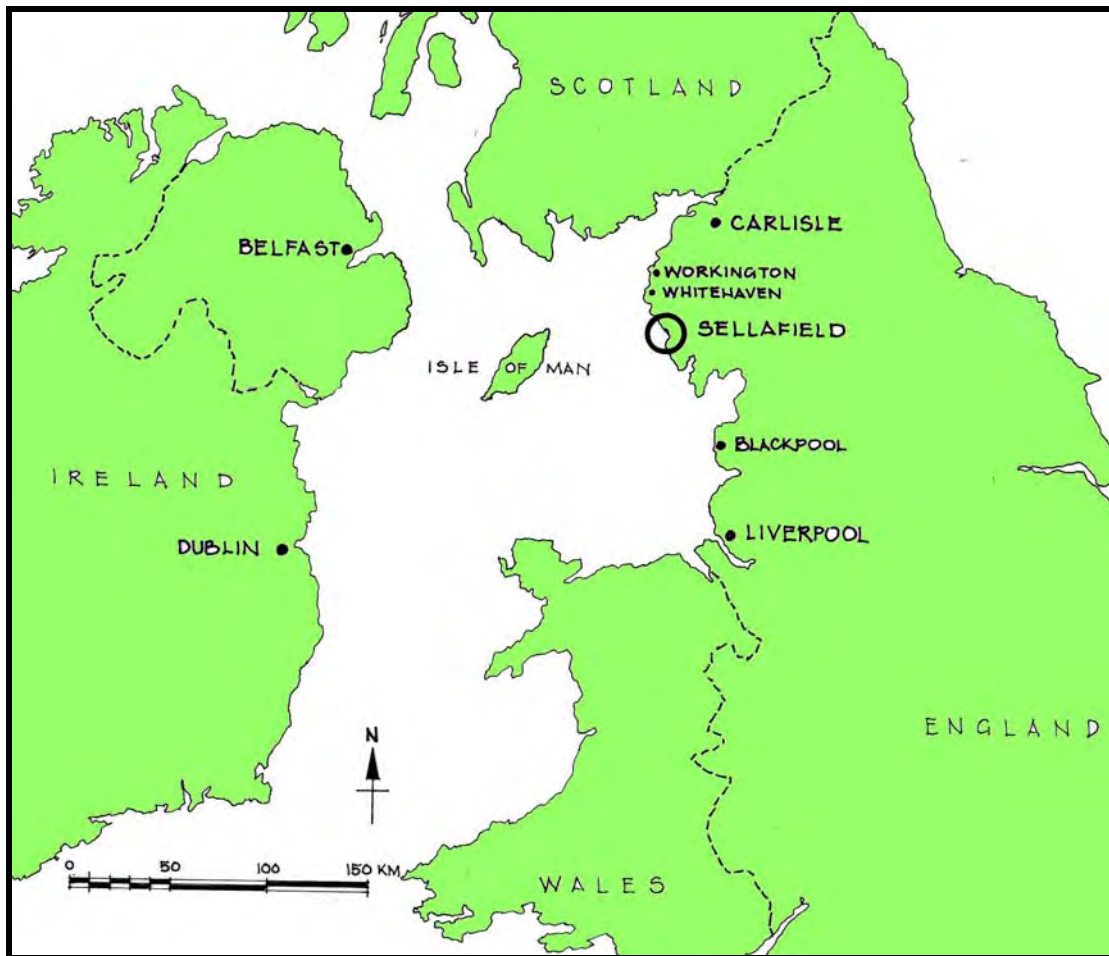 SCOTLAND
CARLISLE
BELFAST
WORKINGTON
WHITEHAVEN
SELLAFIELD
ISLE OF MAN
BLACKPOOL
IRELAND
LIVERPOOL
DUBLIN
ENGLAND
N
0 50 100 150 KM
WALES